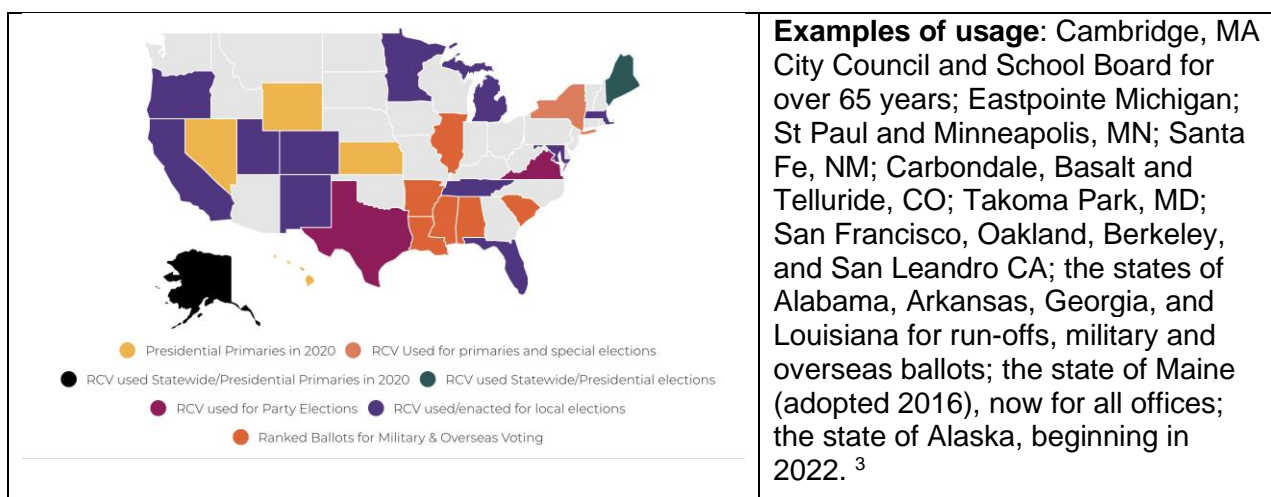 Presidential Primaries in 2020 RCV Used for primaries and special elections
RCV used Statewide/Presidential Primaries in 2020 RCV used Statewide/Presidential elections
RCV used for Party Elections RCV used/enacted for local elections
Ranked Ballots for Military & Overseas Voting
Examples of usage: Cambridge, MA
City Council and School Board for
over 65 years; Eastpointe Michigan;
St Paul and Minneapolis, MN; Santa
Fe, NM; Carbondale, Basalt and
Telluride, CO; Takoma Park, MD;
San Francisco, Oakland, Berkeley,
and San Leandro CA; the states of
Alabama, Arkansas, Georgia, and
Louisiana for run-offs, military and
overseas ballots; the state of Maine
(adopted 2016), now for all offices;
the state of Alaska, beginning in
2022. 3